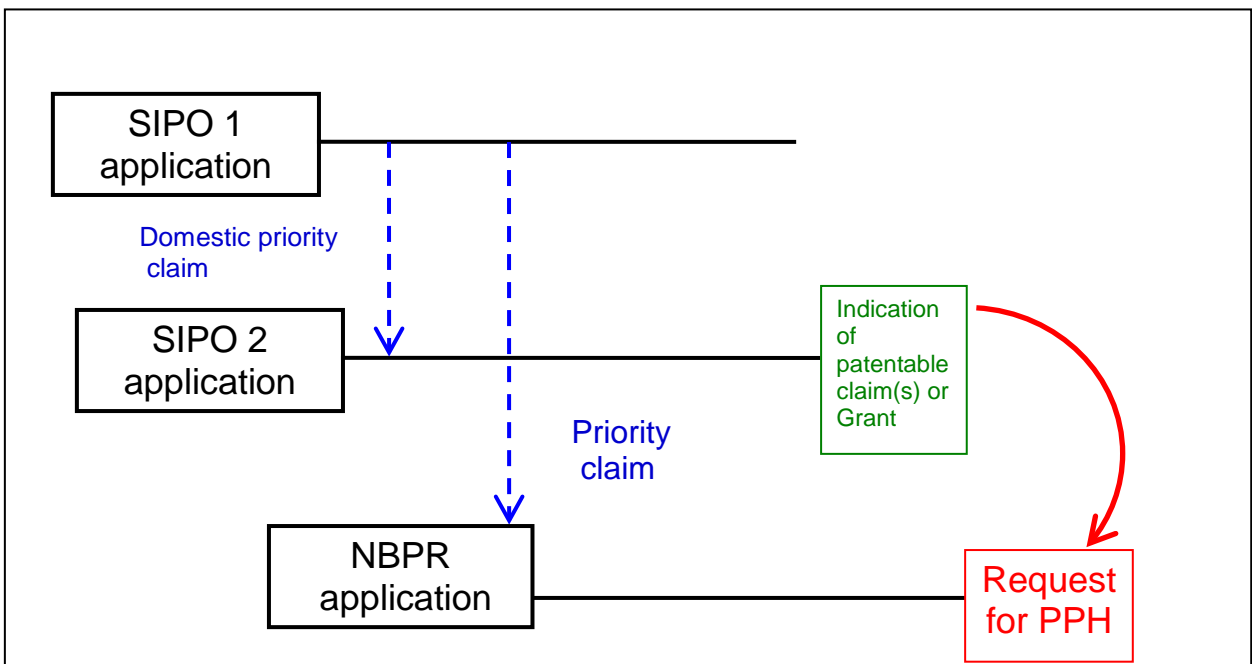 SIPO 1
application
Domestic priority
claim
SIPO 2
application
Indication
of
patentable
claim(s) or
Grant
Priority
claim
NBPR
application
Request
for PPH